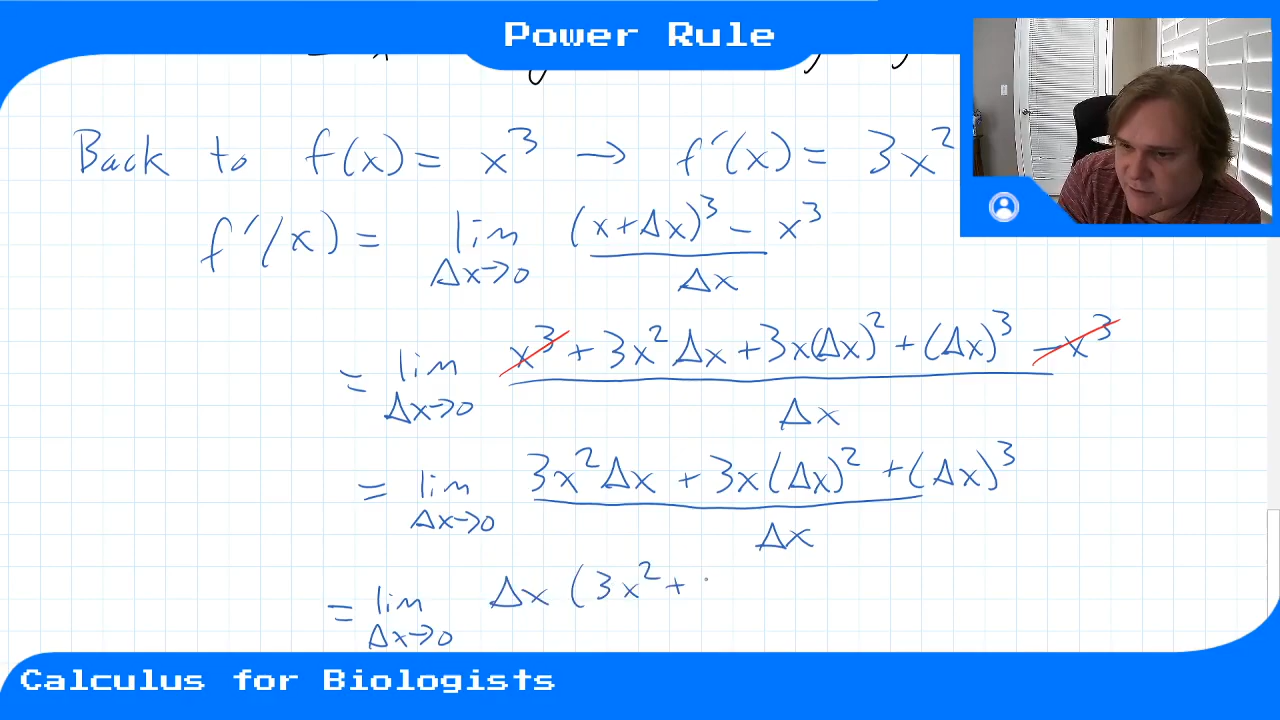 Power Rule
Back to f(x) = x³ → f'(x) = 3x²
f'(x) = lim Δx→0 (x+Δx)³ - x³ / Δx
= lim Δx→0 x³ + 3x²Δx + 3x(Δx)² + (Δx)³ - x³ / Δx
= lim Δx→0 3x²Δx + 3x(Δx)² + (Δx)³ / Δx
= lim Δx→0 Δx (3x² +
Calculus for Biologists